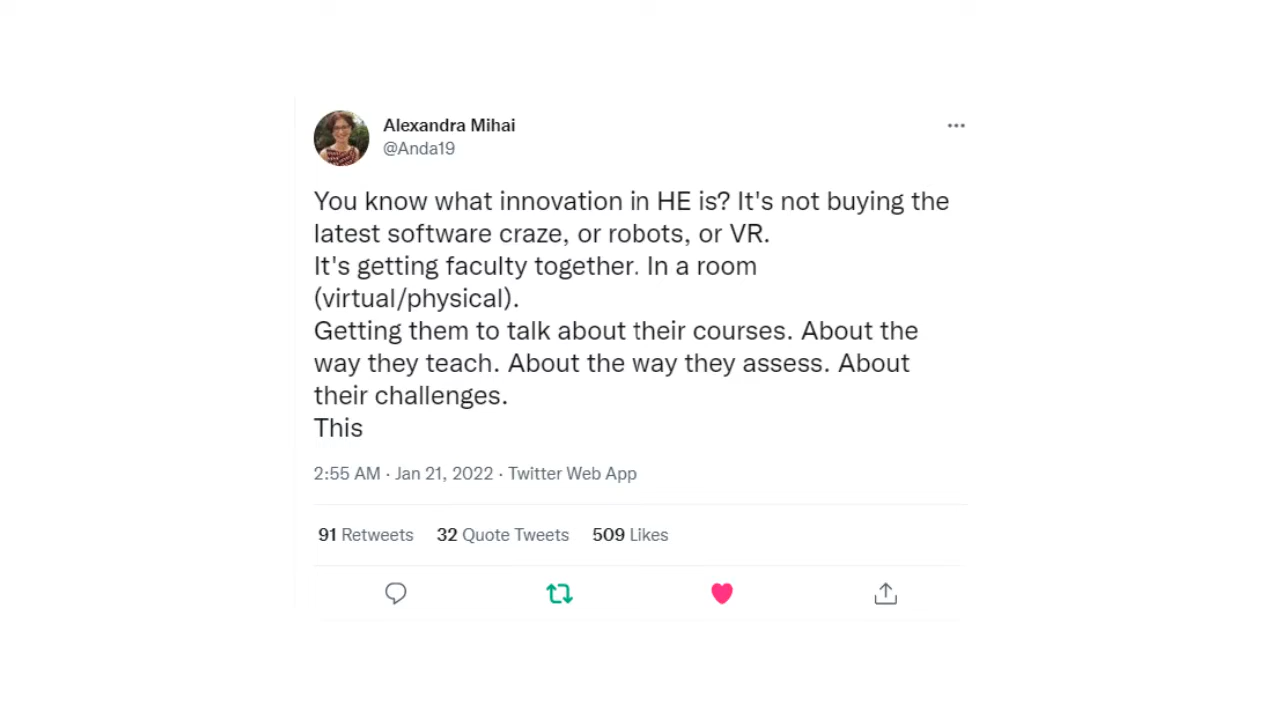 Alexandra Mihai
@Anda19
You know what innovation in HE is? It's not buying the
latest software craze, or robots, or VR.
It's getting faculty together. In a room
(virtual/physical).
Getting them to talk about their courses. About the
way they teach. About the way they assess. About
their challenges.
This
2:55 AM · Jan 21, 2022 · Twitter Web App
91 Retweets 32 Quote Tweets 509 Likes